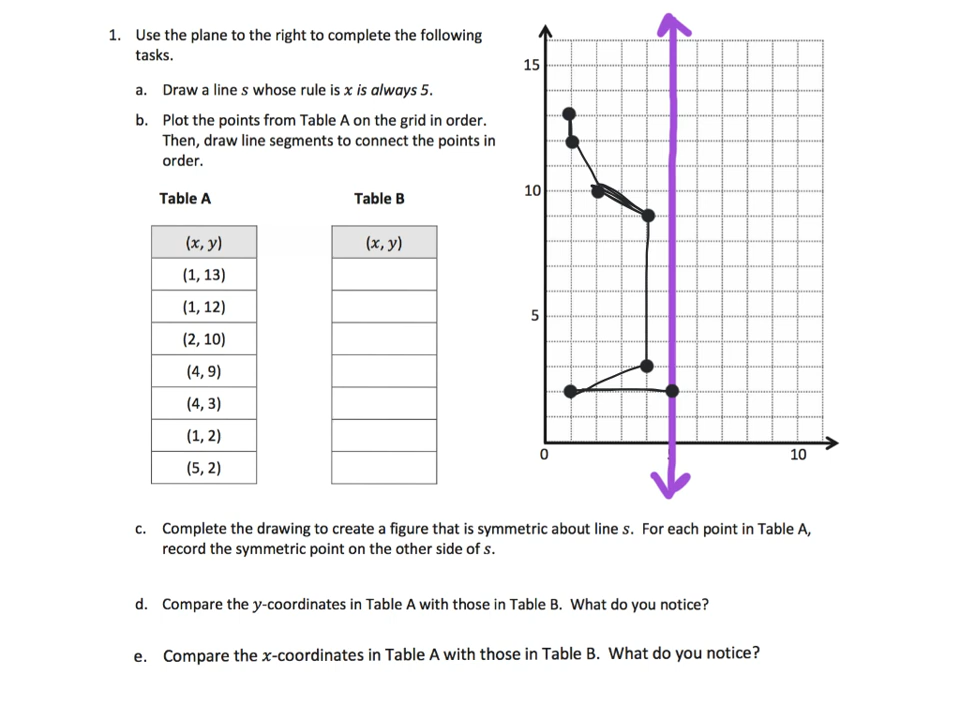 1. Use the plane to the right to complete the following
tasks.
a. Draw a line s whose rule is x is always 5.
b. Plot the points from Table A on the grid in order.
Then, draw line segments to connect the points in
order.
Table A Table B
(x, y) (x, y)
(1, 13)
(1, 12)
(2, 10)
(4, 9)
(4, 3)
(1, 2)
(5, 2)
15
10
5
0 10
c. Complete the drawing to create a figure that is symmetric about line s. For each point in Table A,
record the symmetric point on the other side of s.
d. Compare the y-coordinates in Table A with those in Table B. What do you notice?
e. Compare the x-coordinates in Table A with those in Table B. What do you notice?